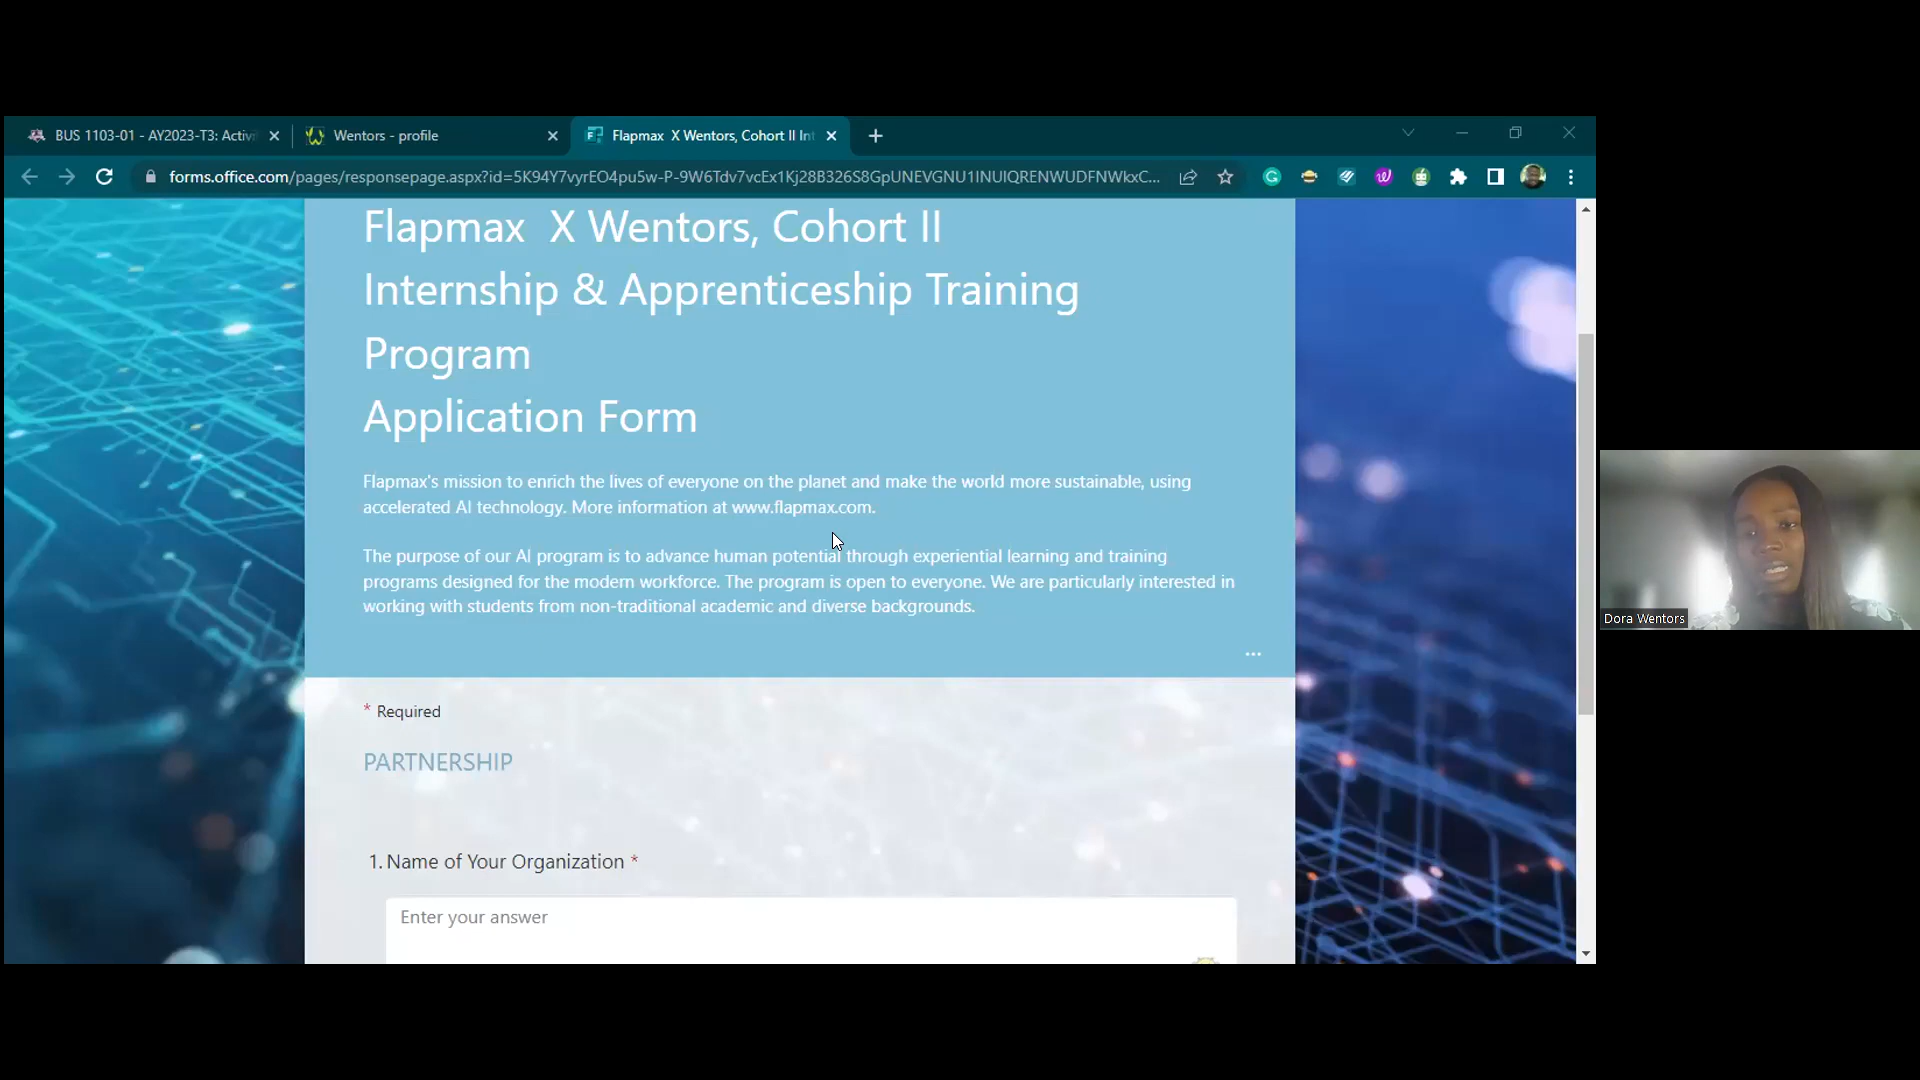 BUS 1103-01 - AY2023-T3: Activ
Wentors - profile
Flapmax X Wentors, Cohort II Int
forms.office.com/pages/responsepage.aspx?id=5K94Y7vyrEO4pu5w-P-9W6Tdv7vcEx1Kj28B326S8GpUNEVGNU1INUlQRENWUDFNWkxC...
Flapmax X Wentors, Cohort II
Internship & Apprenticeship Training
Program
Application Form
Flapmax's mission to enrich the lives of everyone on the planet and make the world more sustainable, using
accelerated AI technology. More information at www.flapmax.com.
The purpose of our AI program is to advance human potential through experiential learning and training
programs designed for the modern workforce. The program is open to everyone. We are particularly interested in
working with students from non-traditional academic and diverse backgrounds.
...
* Required
PARTNERSHIP
1. Name of Your Organization *
Enter your answer
Dora Wentors